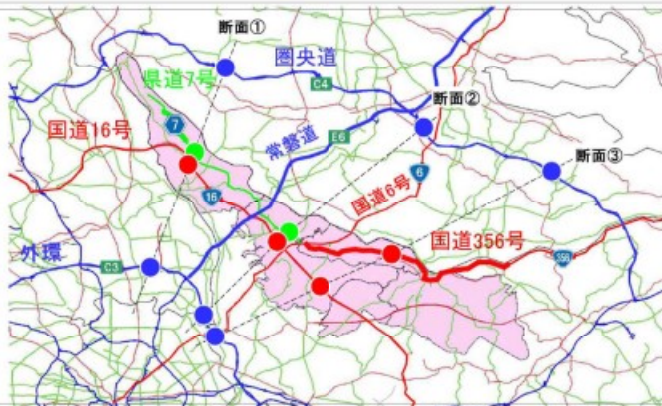 断面①
圏央道
県道7号
C4
断面②
国道16号
7
常磐道
E6
断面③
6
国道6号
16
国道356号
外環
C3
356